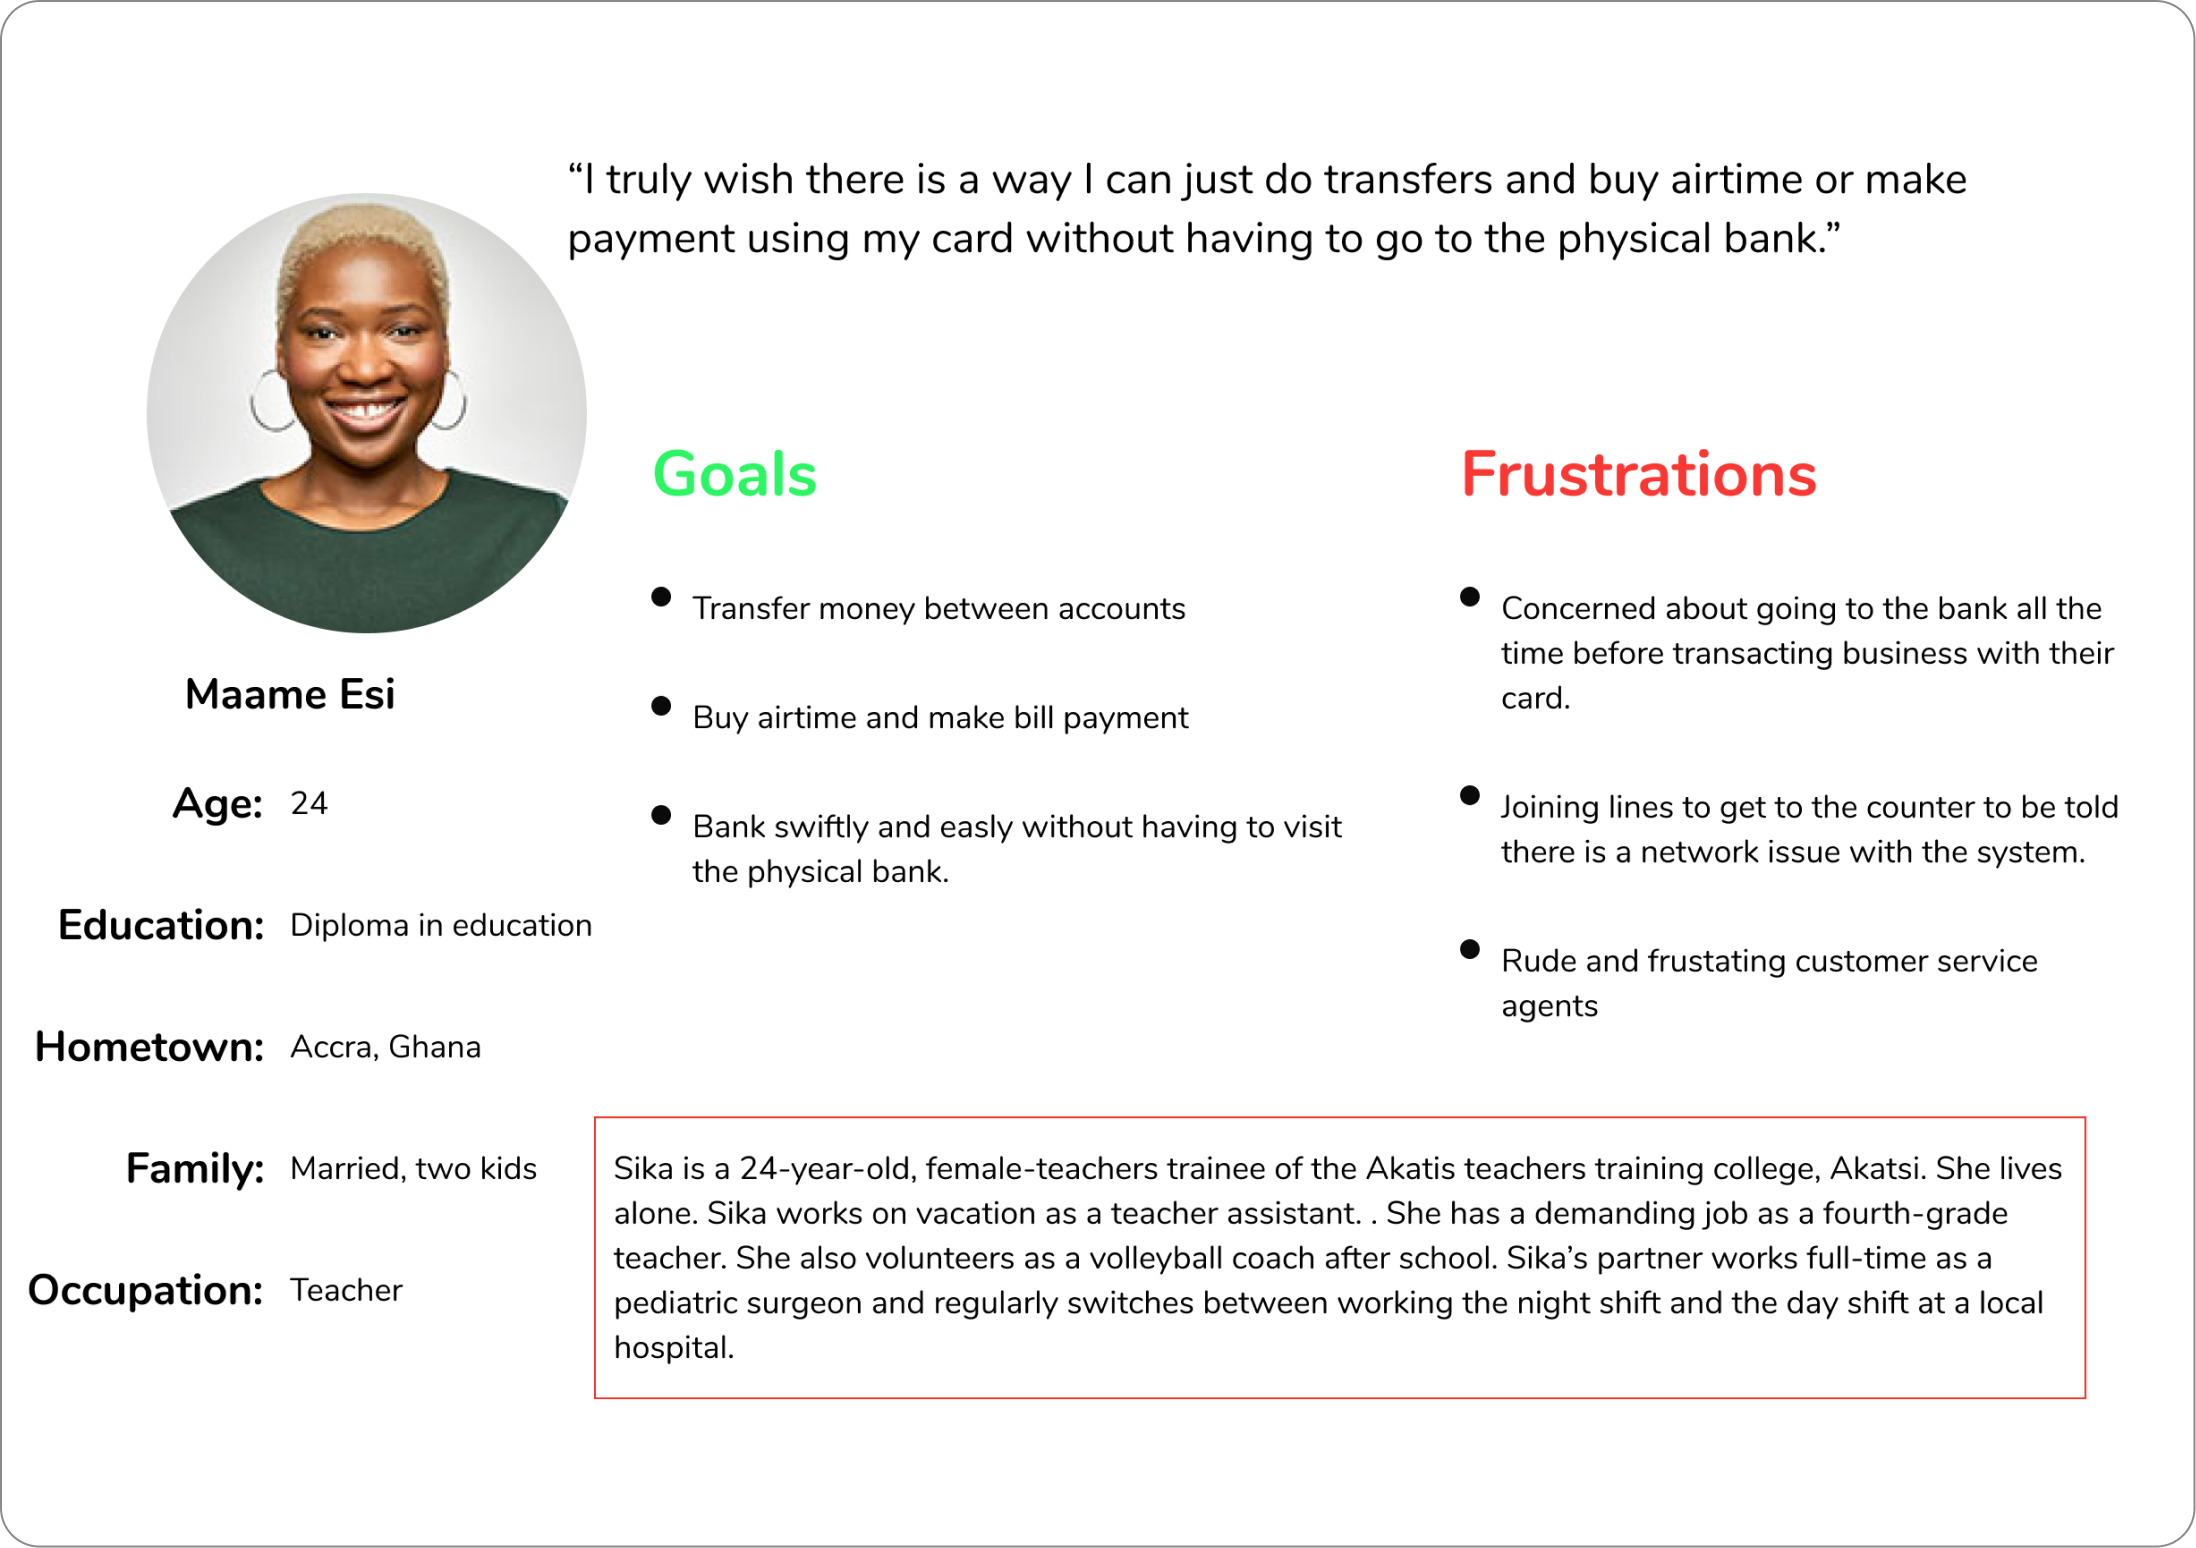 “I truly wish there is a way I can just do transfers and buy airtime or make
payment using my card without having to go to the physical bank.”
Maame Esi
Age: 24
Education: Diploma in education
Hometown: Accra, Ghana
Family: Married, two kids
Occupation: Teacher
Goals
Transfer money between accounts
Buy airtime and make bill payment
Bank swiftly and easly without having to visit
the physical bank.
Frustrations
Concerned about going to the bank all the
time before transacting business with their
card.
Joining lines to get to the counter to be told
there is a network issue with the system.
Rude and frustating customer service
agents
Sika is a 24-year-old, female-teachers trainee of the Akatis teachers training college, Akatsi. She lives
alone. Sika works on vacation as a teacher assistant. . She has a demanding job as a fourth-grade
teacher. She also volunteers as a volleyball coach after school. Sika’s partner works full-time as a
pediatric surgeon and regularly switches between working the night shift and the day shift at a local
hospital.